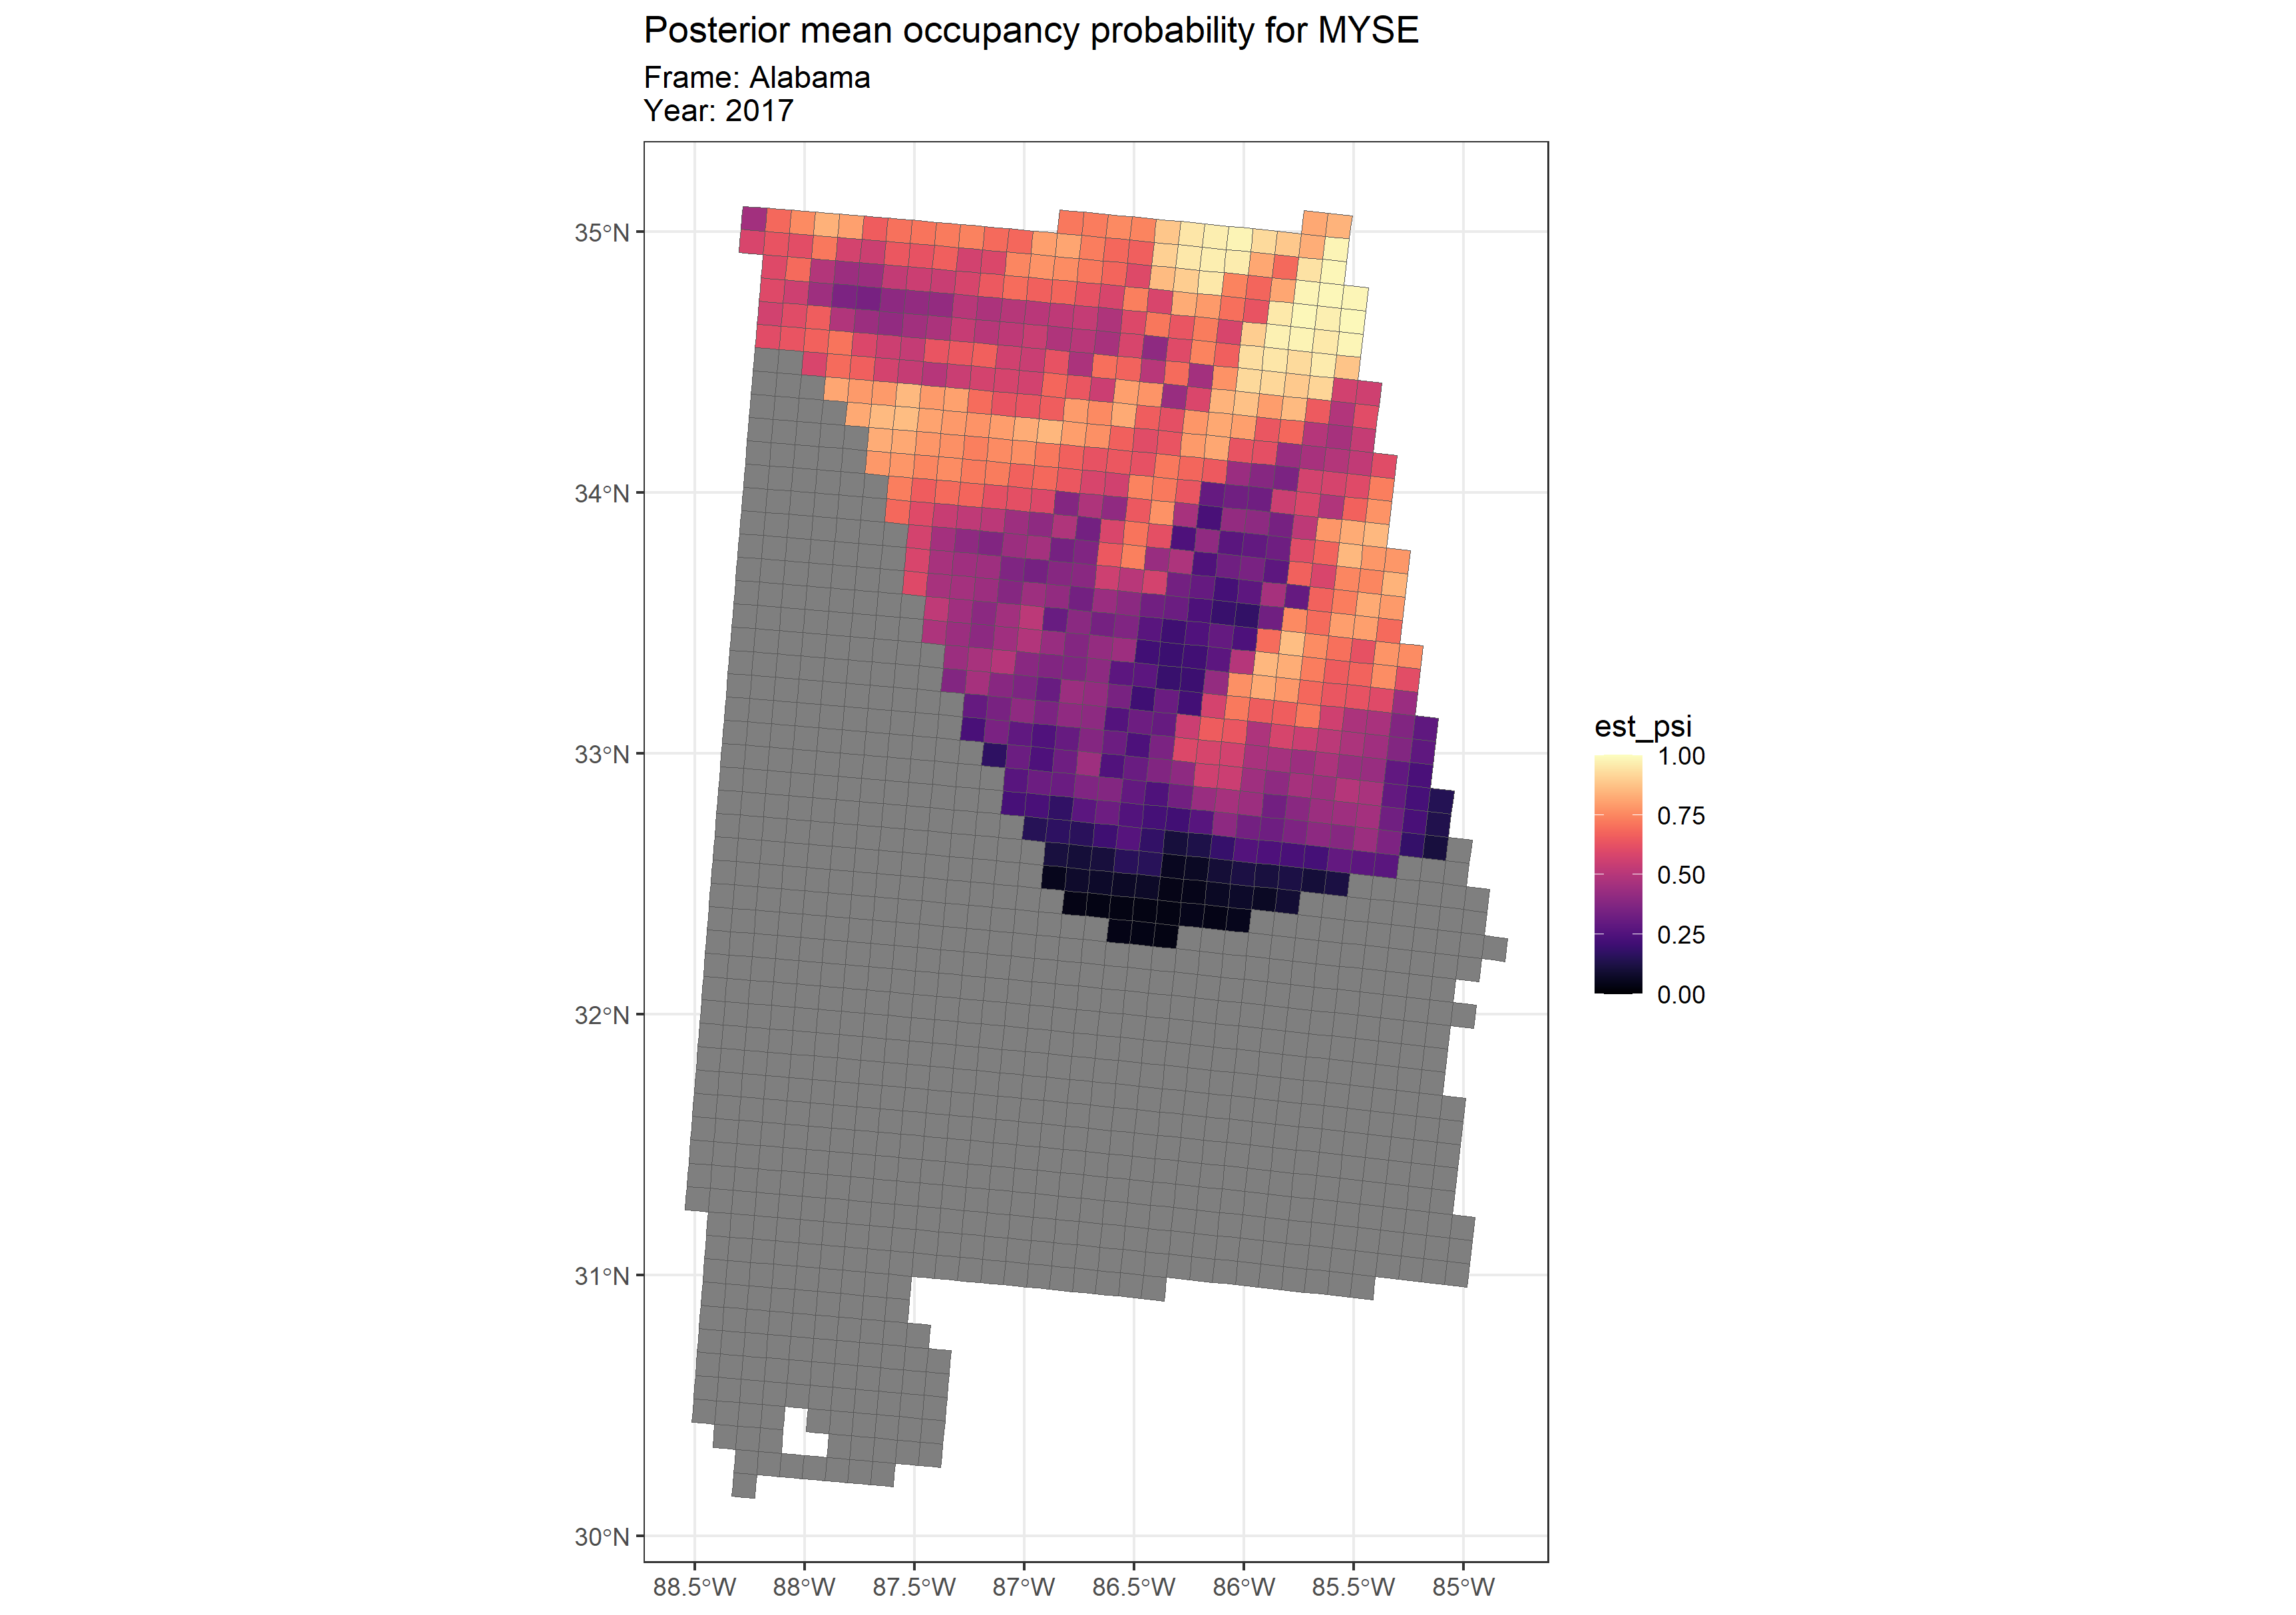 Posterior mean occupancy probability for MYSE
Frame: Alabama
Year: 2017
35°N
34°N
33°N
32°N
31°N
30°N
88.5°W
88°W
87.5°W
87°W
86.5°W
86°W
85.5°W
85°W
est_psi
1.00
0.75
0.50
0.25
0.00